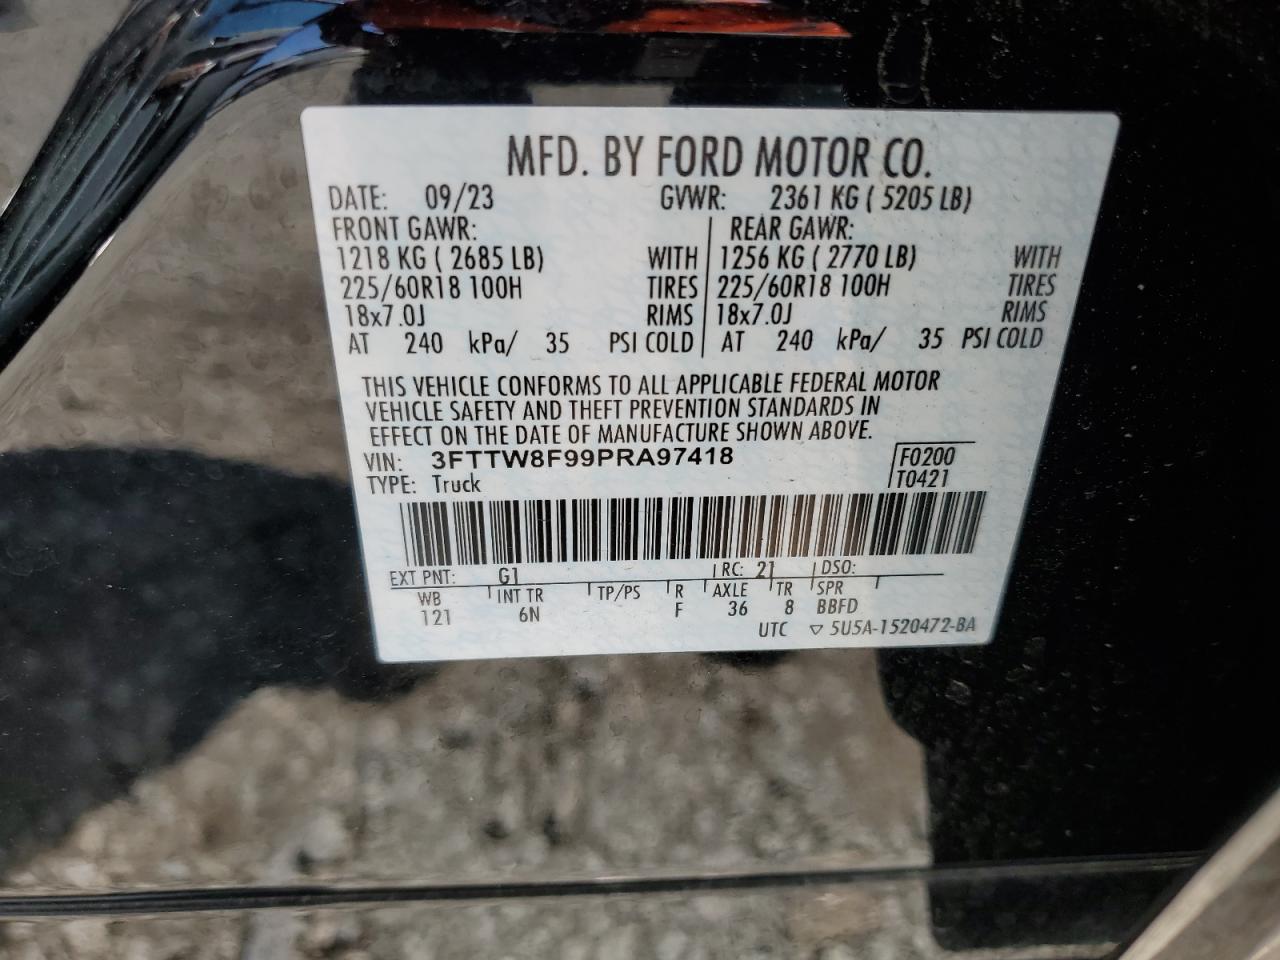 MFD. BY FORD MOTOR CO.
DATE: 09/23 GVWR: 2361 KG ( 5205 LB)
FRONT GAWR: REAR GAWR:
1218 KG ( 2685 LB) WITH 1256 KG ( 2770 LB) WITH
225/60R18 100H TIRES 225/60R18 100H TIRES
18x7.0J RIMS 18x7.0J RIMS
AT 240 kPa/ 35 PSI COLD AT 240 kPa/ 35 PSI COLD
THIS VEHICLE CONFORMS TO ALL APPLICABLE FEDERAL MOTOR
VEHICLE SAFETY AND THEFT PREVENTION STANDARDS IN
EFFECT ON THE DATE OF MANUFACTURE SHOWN ABOVE.
VIN: 3FTTW8F99PRA97418 F0200
TYPE: Truck T0421
EXT PNT: G1 RC: 21 DSO:
WB INT TR TP/PS R AXLE TR SPR
121 6N F 36 8 BBFD
UTC ▽ 5U5A-1520472-BA